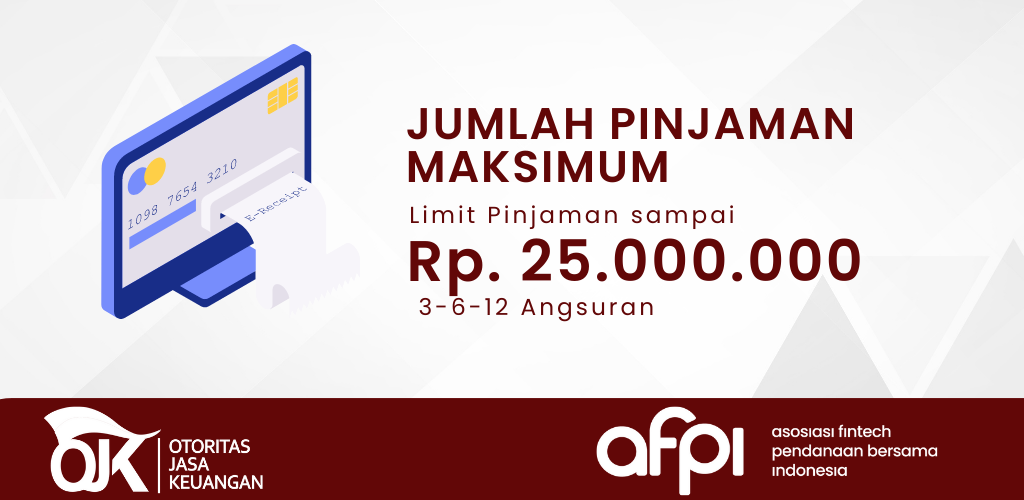 JUMLAH PINJAMAN
MAKSIMUM
Limit Pinjaman sampai
Rp. 25.000.000
3-6-12 Angsuran
1098 7654 3210
E-Receipt
OJK
OTORITAS
JASA
KEUANGAN
afpi
asosiasi fintech
pendanaan bersama
indonesia